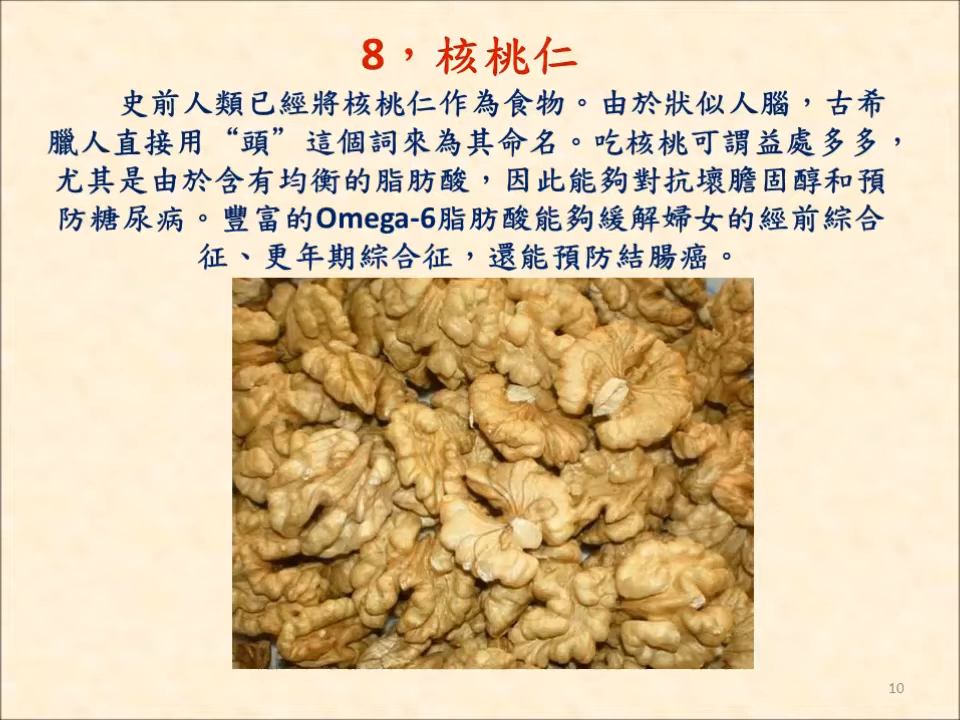 8，核桃仁
史前人類已經將核桃仁作為食物。由於狀似人腦，古希
臘人直接用“頭”這個詞來為其命名。吃核桃可謂益處多多，
尤其是由於含有均衡的脂肪酸，因此能夠對抗壞膽固醇和預
防糖尿病。豐富的Omega-6脂肪酸能夠緩解婦女的經前綜合
征、更年期綜合征，還能預防結腸癌。
10